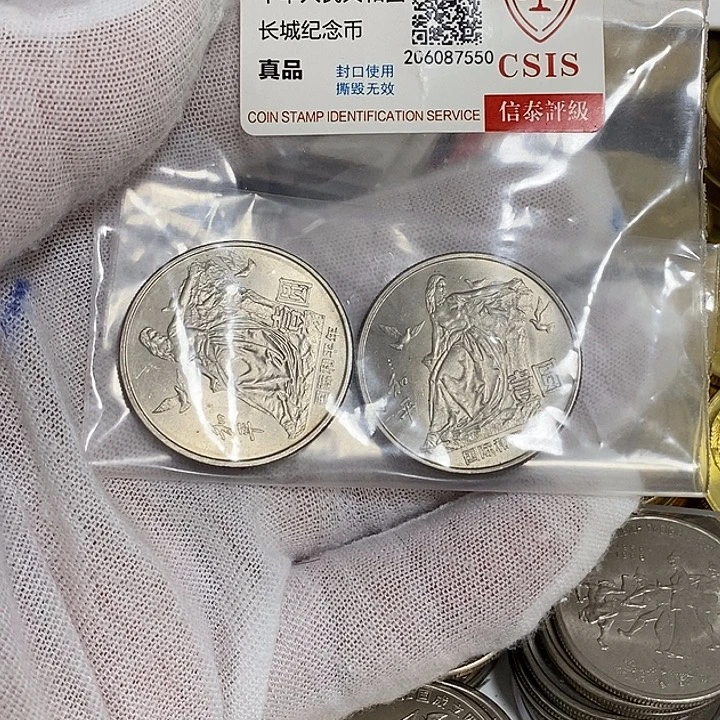 长城纪念币
真品
封口使用
撕毁无效
206087550
CSIS
COIN STAMP IDENTIFICATION SERVICE
信泰評級
和平
国际和平年
壹圆
和平
国际和平年
壹圆